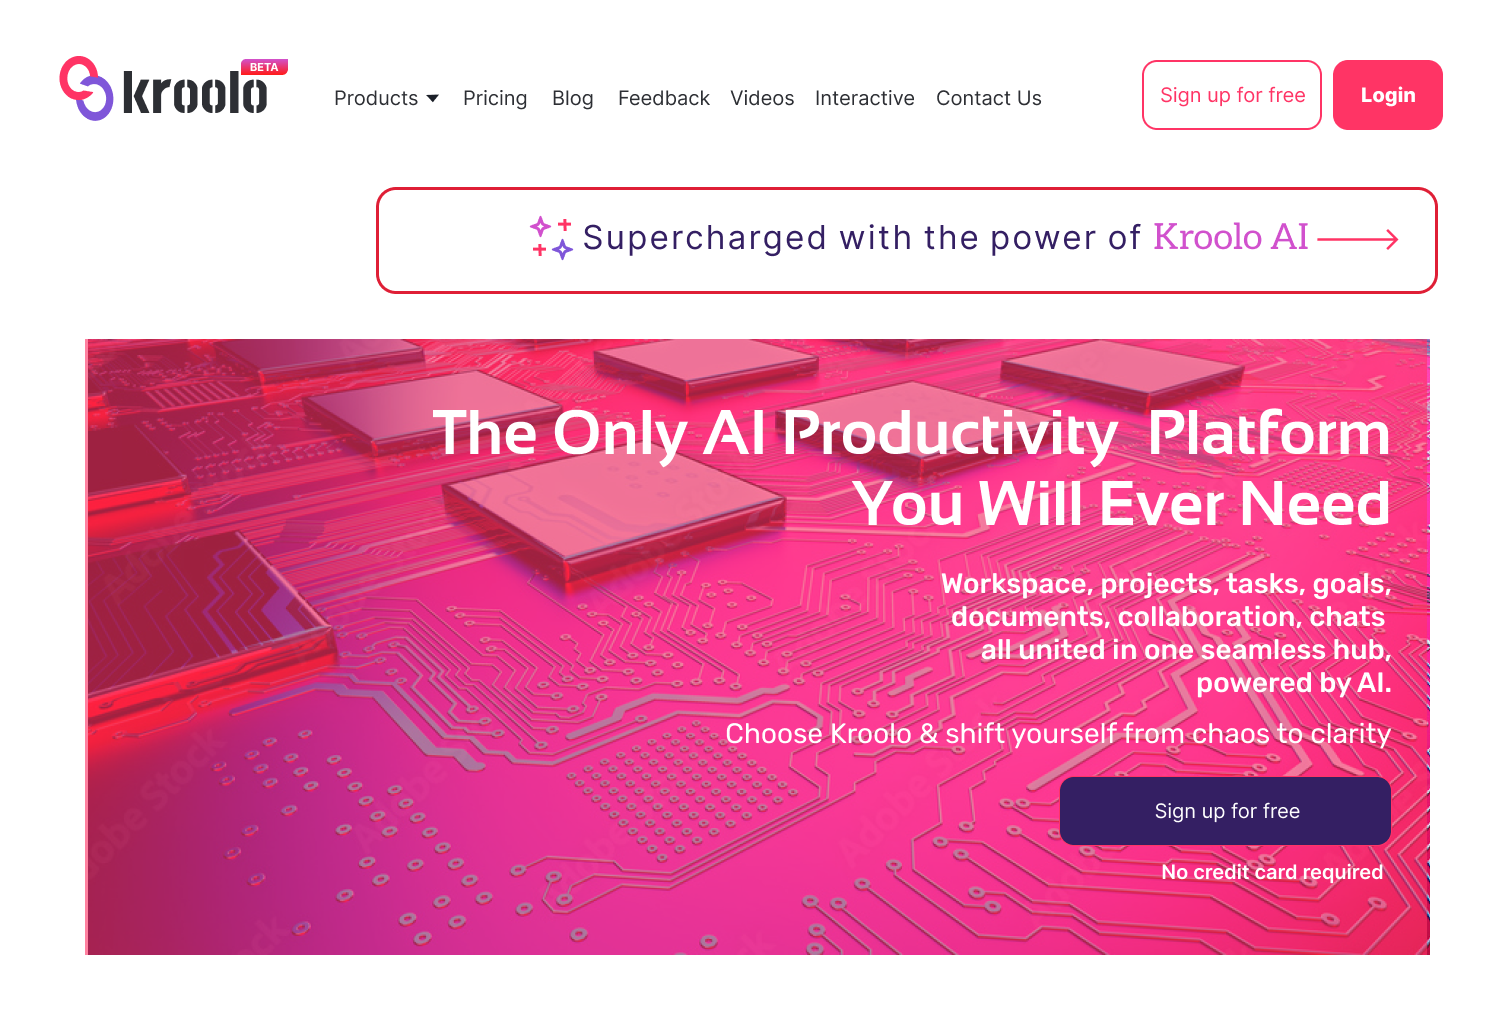 kroolo BETA
Products Pricing Blog Feedback Videos Interactive Contact Us
Sign up for free Login
Supercharged with the power of Kroolo AI
The Only AI Productivity Platform
You Will Ever Need
Workspace, projects, tasks, goals,
documents, collaboration, chats
all united in one seamless hub,
powered by AI.
Choose Kroolo & shift yourself from chaos to clarity
Sign up for free
No credit card required
Adobe Stock